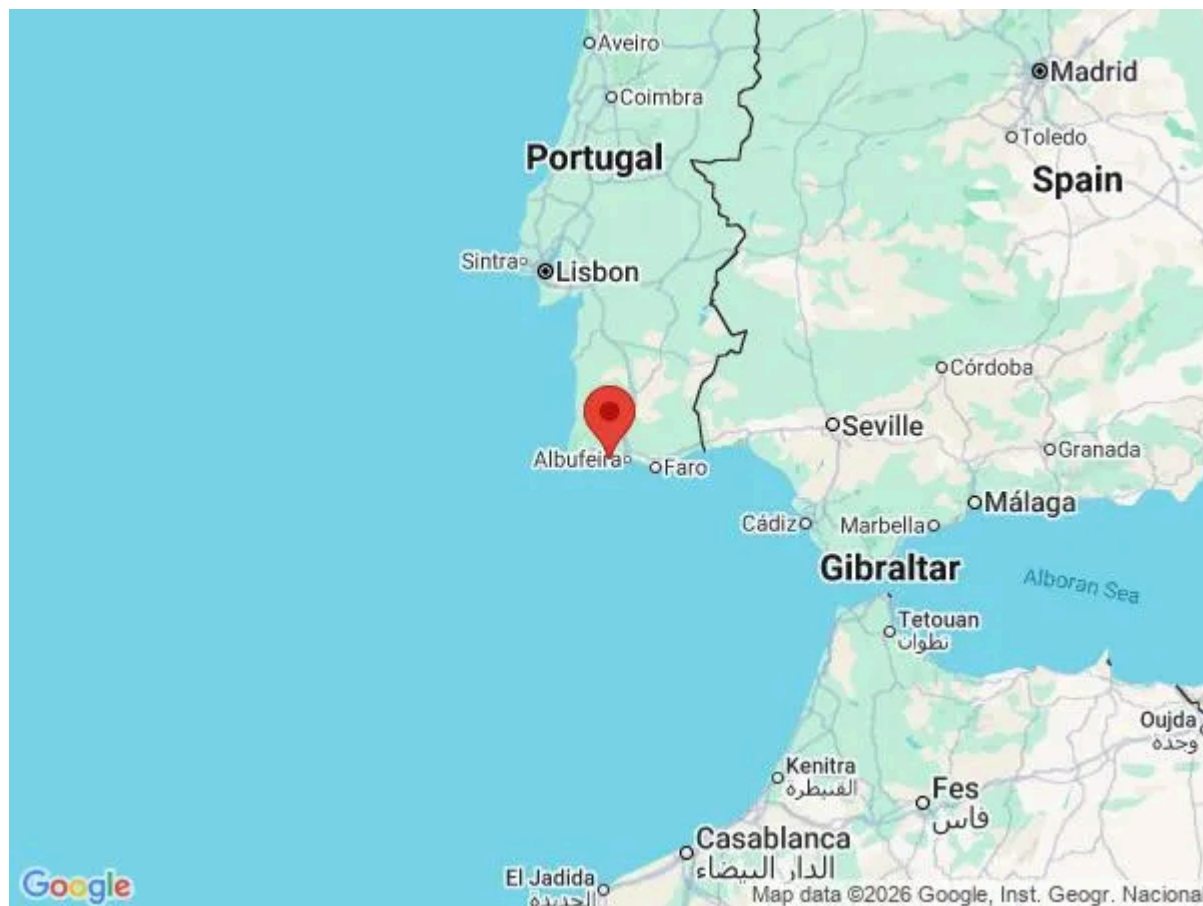 Aveiro
Madrid
Coimbra
Toledo
Portugal
Spain
Sintra
Lisbon
Córdoba
Seville
Granada
Albufeira
Faro
Málaga
Cádiz
Marbella
Gibraltar
Alboran Sea
Tetouan
تطوان
Oujda
وجدة
Kenitra
القنيطرة
Fes
فاس
Casablanca
الدار البيضاء
El Jadida
الجديدة
Google
Map data ©2026 Google, Inst. Geogr. Nacional